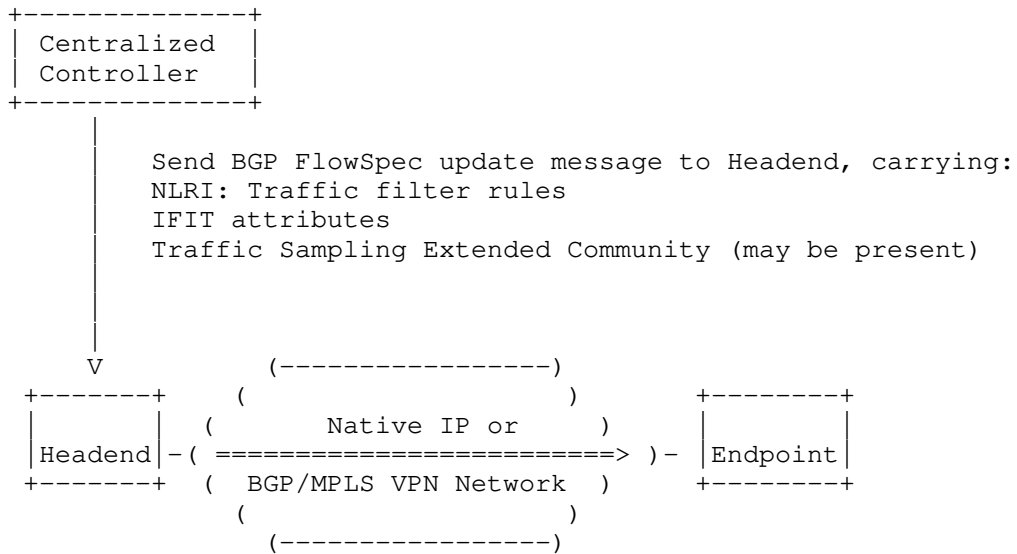 Centralized
Controller
Send BGP FlowSpec update message to Headend, carrying:
NLRI: Traffic filter rules
IFIT attributes
Traffic Sampling Extended Community (may be present)
V
Native IP or
Headend
Endpoint
BGP/MPLS VPN Network